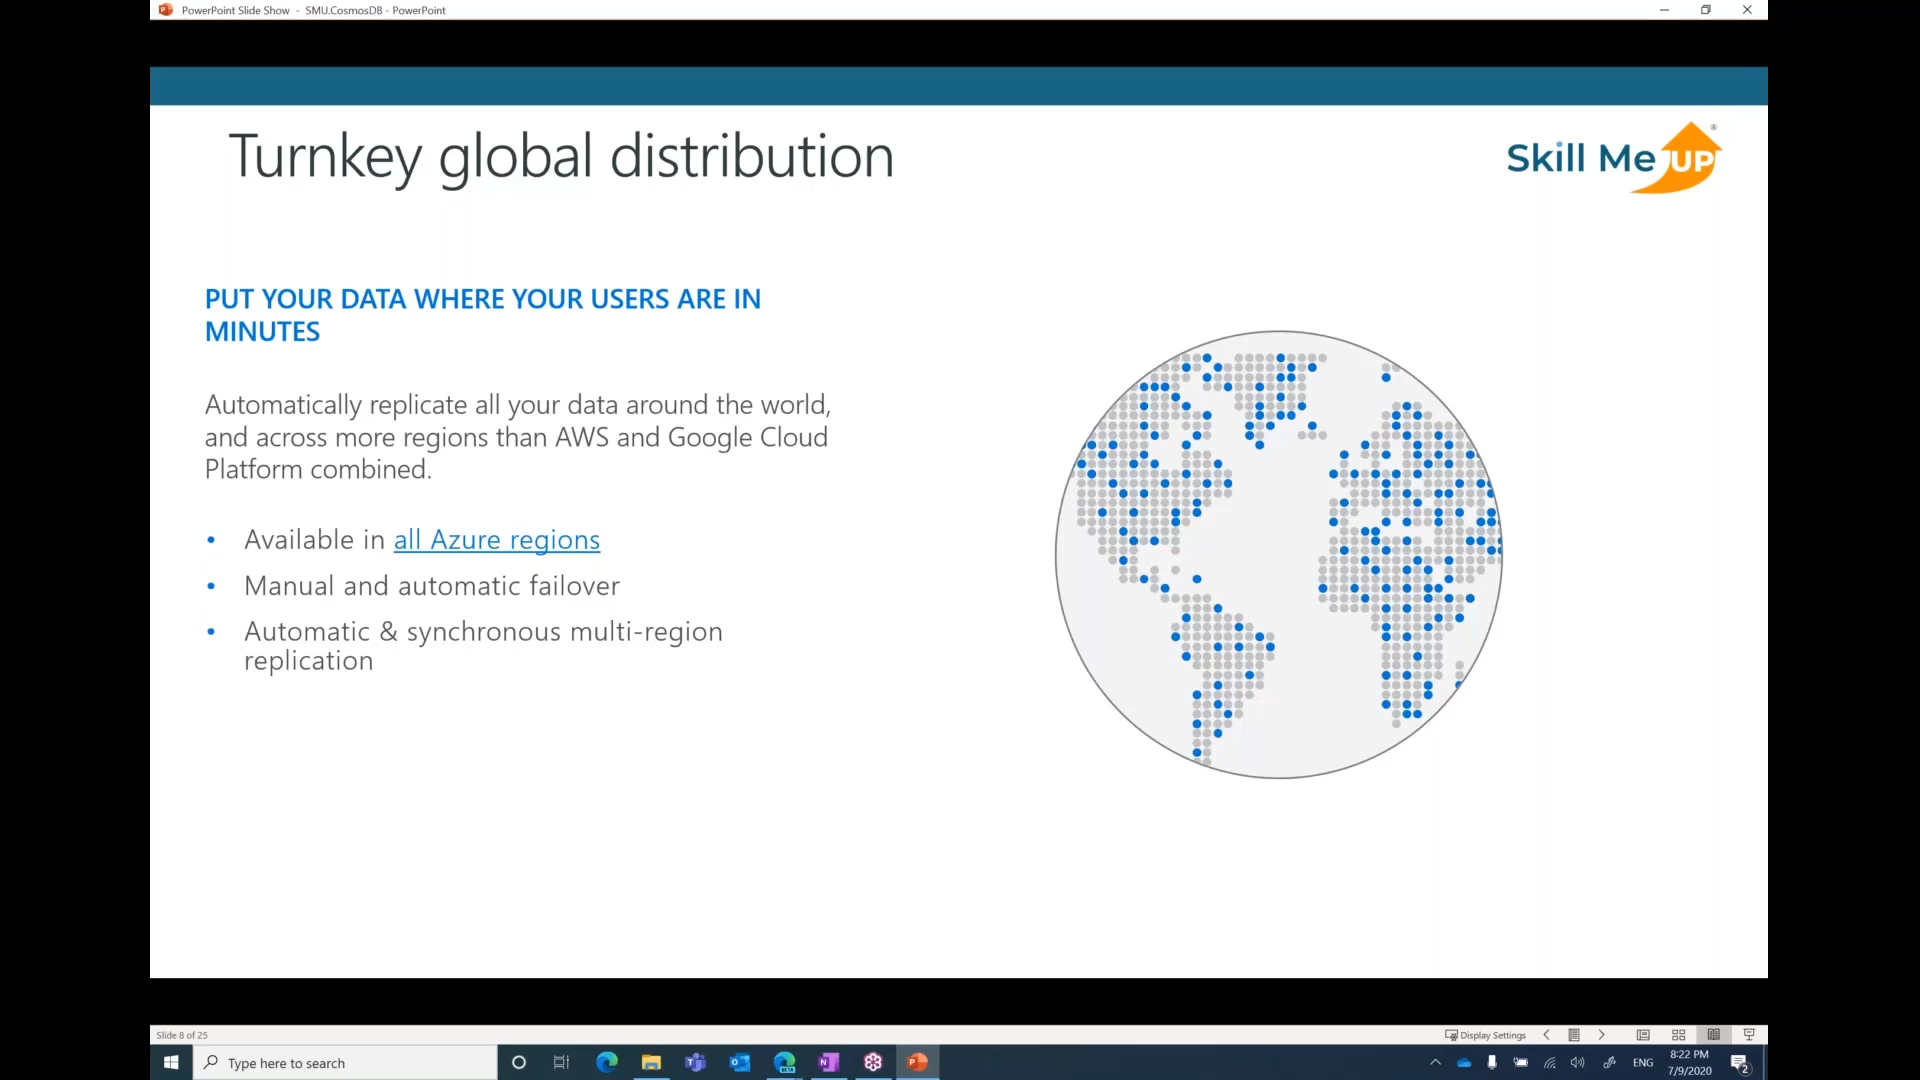 PowerPoint Slide Show - SMU.CosmosDB - PowerPoint
Turnkey global distribution
Skill Me UP®
PUT YOUR DATA WHERE YOUR USERS ARE IN
MINUTES
Automatically replicate all your data around the world,
and across more regions than AWS and Google Cloud
Platform combined.
• Available in all Azure regions
• Manual and automatic failover
• Automatic & synchronous multi-region
replication
Slide 8 of 25
Display Settings
Type here to search
BETA
ENG
8:22 PM
7/9/2020
2